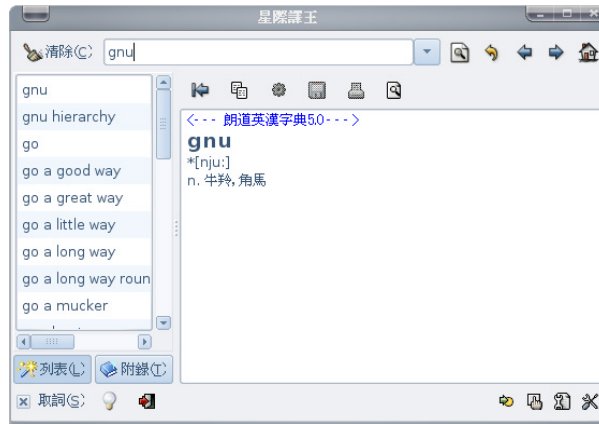 星際譯王
清除(C) gnu
gnu
gnu hierarchy
go
go a good way
go a great way
go a little way
go a long way
go a long way roun
go a mucker
<--- 朗道英漢字典5.0--->
gnu
*[nju:]
n. 牛羚, 角馬
列表(L) 附錄(T)
取詞(S)